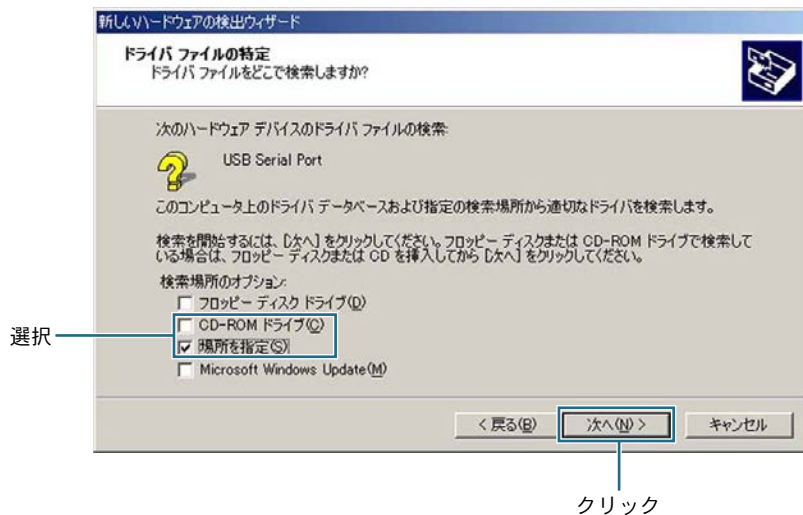 新しいハードウェアの検出ウィザード
ドライバ ファイルの特定
ドライバ ファイルをどこで検索しますか?
次のハードウェア デバイスのドライバ ファイルの検索:
USB Serial Port
このコンピュータ上のドライバ データベースおよび指定の検索場所から適切なドライバを検索します。
検索を開始するには、[次へ] をクリックしてください。フロッピー ディスクまたは CD-ROM ドライブで検索して
いる場合は、フロッピー ディスクまたは CD を挿入してから [次へ] をクリックしてください。
検索場所のオプション:
フロッピー ディスク ドライブ(D)
CD-ROM ドライブ(C)
選択
場所を指定(S)
Microsoft Windows Update(M)
< 戻る(B)
次へ(N) >
キャンセル
クリック